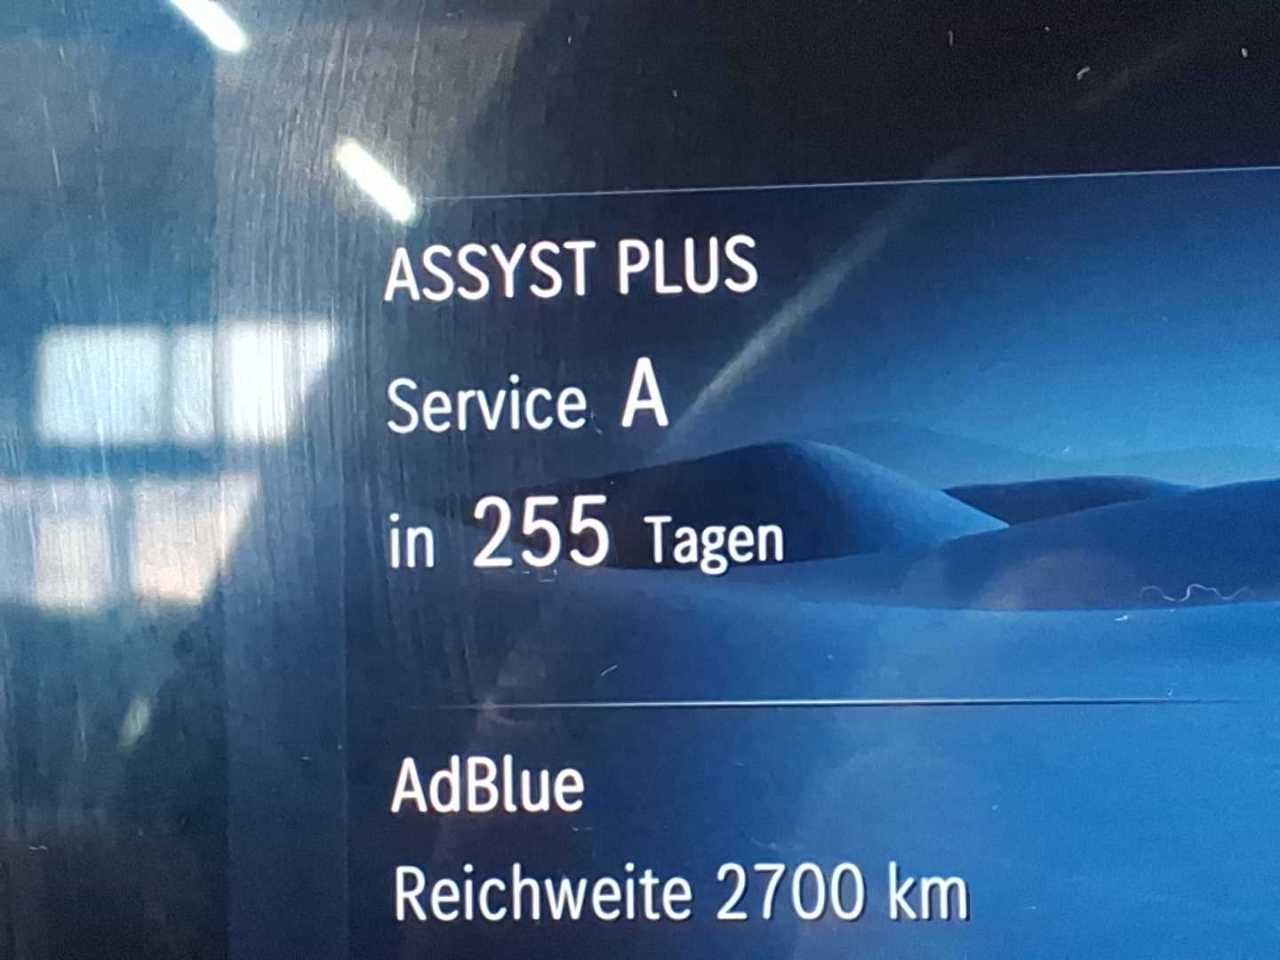 ASSYST PLUS
Service A
in 255 Tagen
AdBlue
Reichweite 2700 km